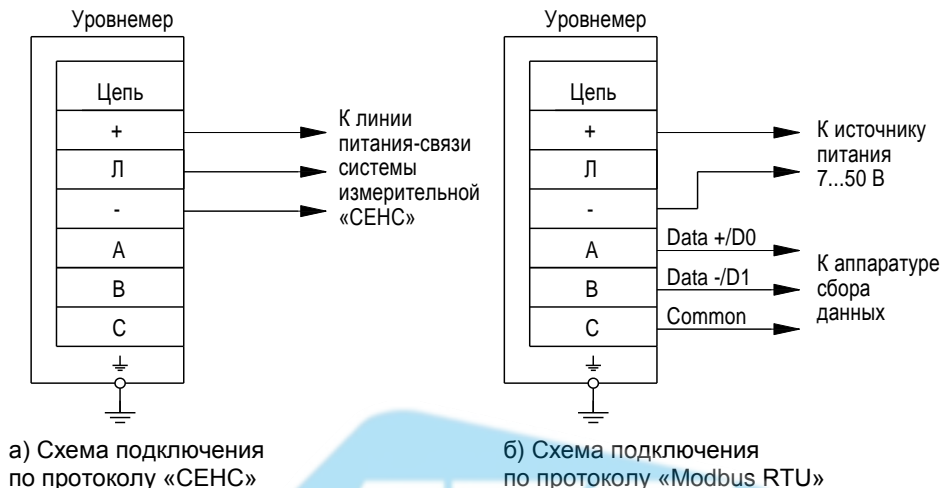 Уровнемер
Цепь
+
Л
-
А
В
С
К линии
питания-связи
системы
измерительной
«СЕНС»
а) Схема подключения
по протоколу «СЕНС»
Уровнемер
Цепь
+
Л
-
А
В
С
Data +/D0
Data -/D1
Common
К источнику
питания
7...50 В
К аппаратуре
сбора
данных
б) Схема подключения
по протоколу «Modbus RTU»